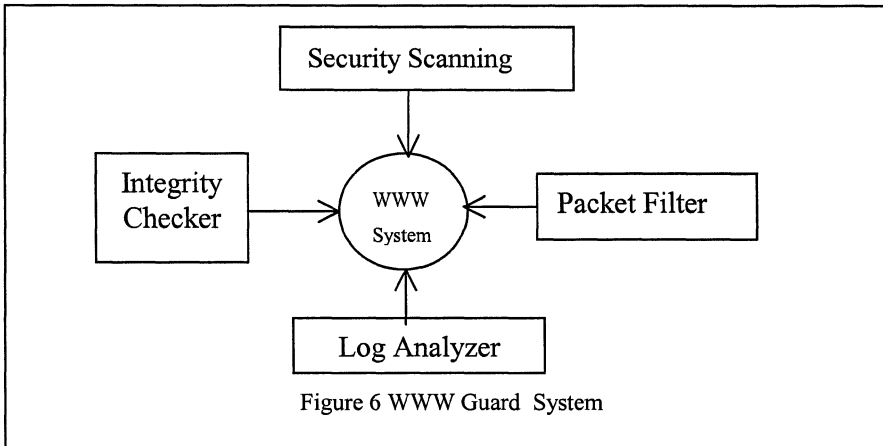 Security Scanning
Integrity
Checker
WWW
System
Packet Filter
Log Analyzer
Figure 6 WWW Guard System